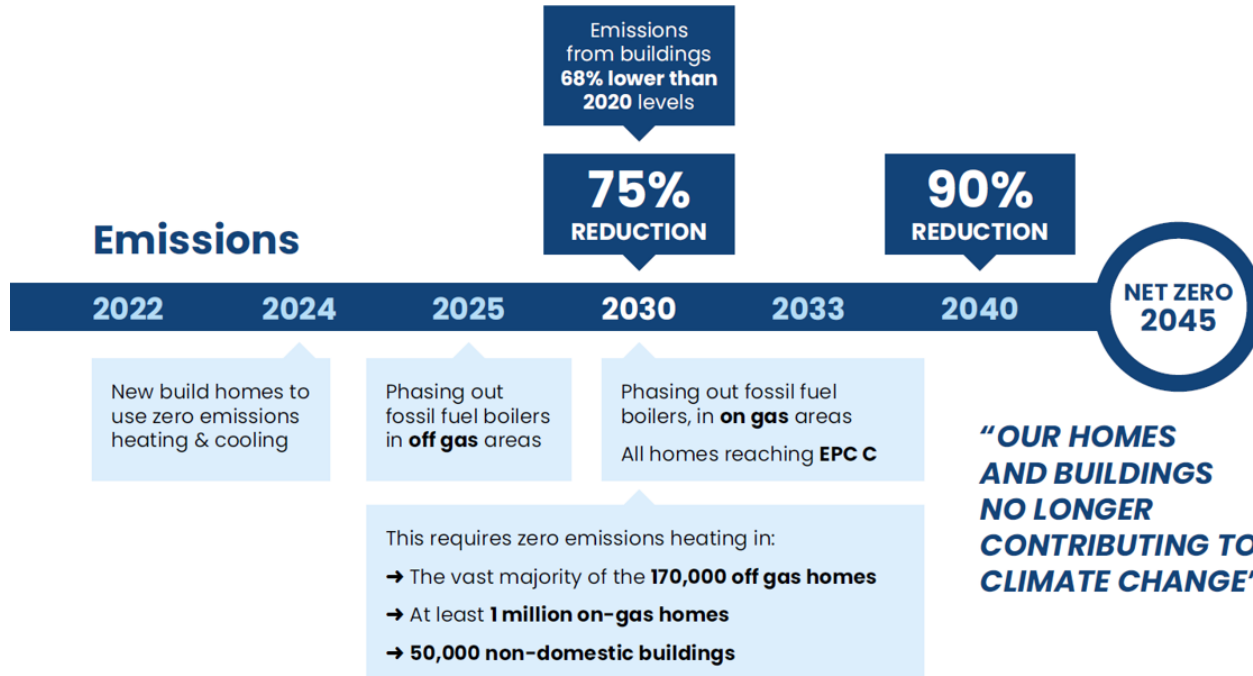 Emissions
from buildings
68% lower than
2020 levels
75%
REDUCTION
90%
REDUCTION
Emissions
2022
2024
2025
2030
2033
2040
NET ZERO
2045
New build homes to
use zero emissions
heating & cooling
Phasing out
fossil fuel boilers
in off gas areas
Phasing out fossil fuel
boilers, in on gas areas
All homes reaching EPC C
This requires zero emissions heating in:
➔ The vast majority of the 170,000 off gas homes
➔ At least 1 million on-gas homes
➔ 50,000 non-domestic buildings
“OUR HOMES
AND BUILDINGS
NO LONGER
CONTRIBUTING TO
CLIMATE CHANGE”